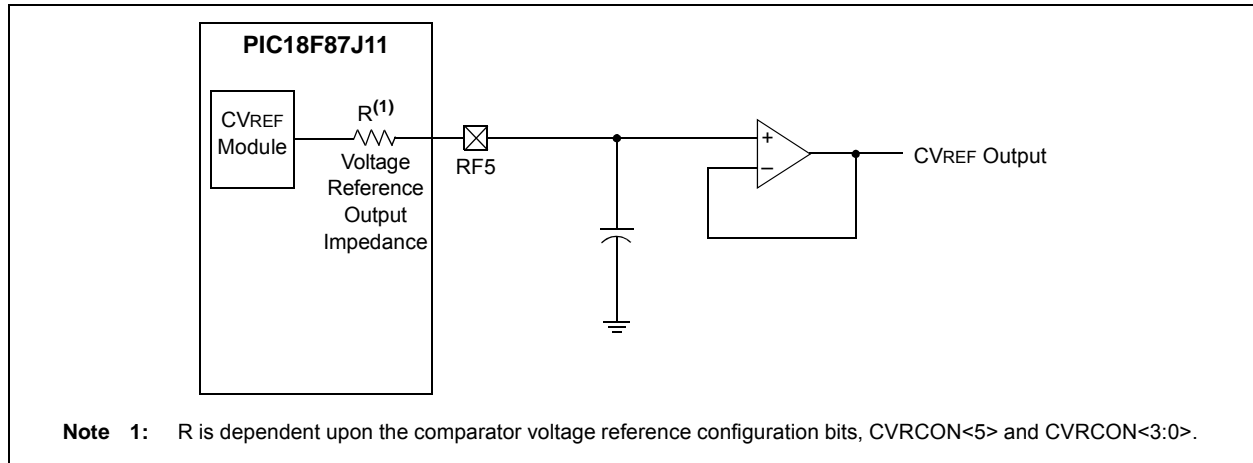 PIC18F87J11
CVREF
Module
R(1)
Voltage
Reference
Output
Impedance
RF5
+
–
CVREF Output
Note 1: R is dependent upon the comparator voltage reference configuration bits, CVRCON<5> and CVRCON<3:0>.